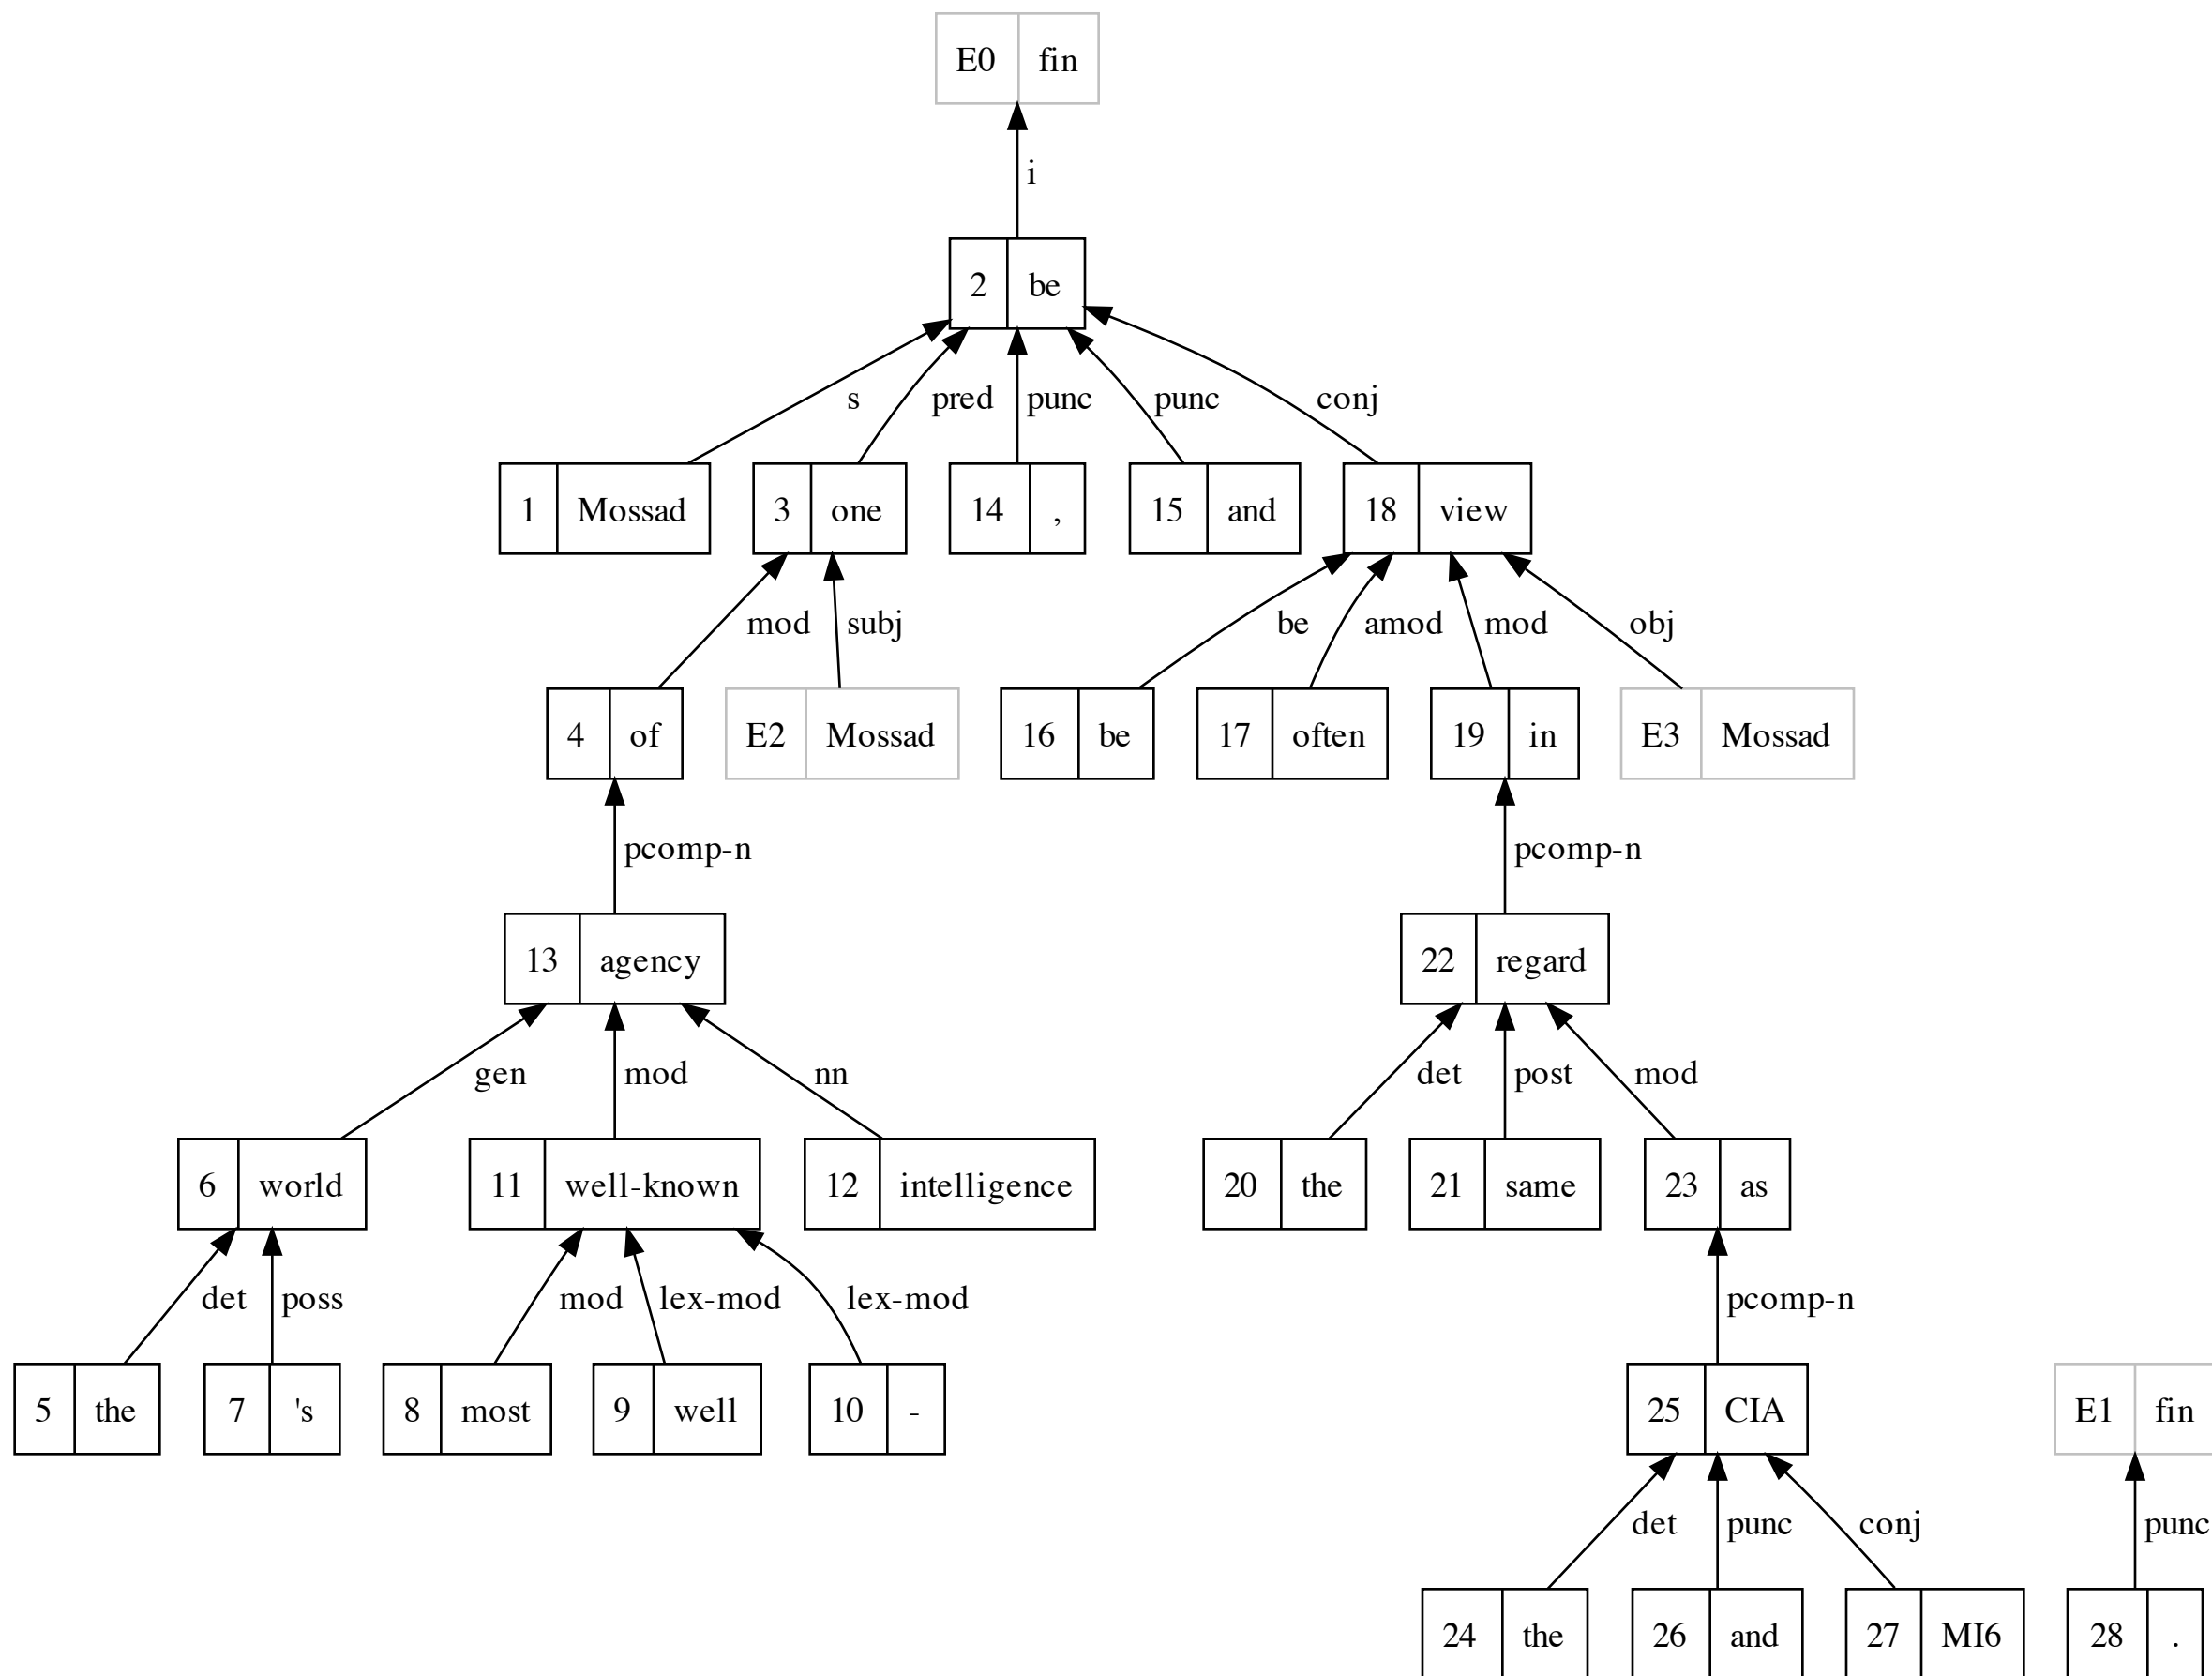 E0 fin
i
2 be
s pred punc punc conj
1 Mossad 3 one 14 , 15 and 18 view
mod subj be amod mod obj
4 of E2 Mossad 16 be 17 often 19 in E3 Mossad
pcomp-n pcomp-n
13 agency 22 regard
gen mod nn det post mod
6 world 11 well-known 12 intelligence 20 the 21 same 23 as
det poss mod lex-mod lex-mod pcomp-n
5 the 7 's 8 most 9 well 10 - 25 CIA E1 fin
det punc conj punc
24 the 26 and 27 MI6 28 .